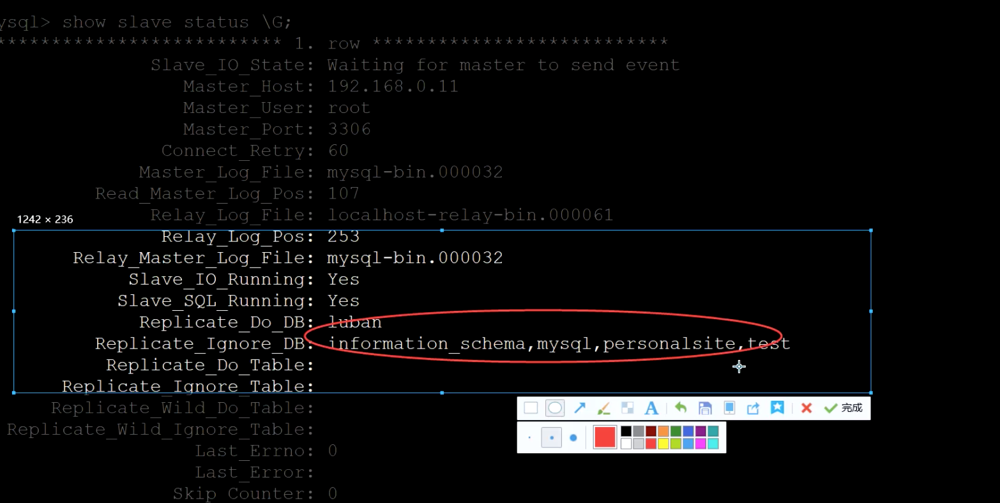 ysql> show slave status \G;
*************************** 1. row ***************************
Slave_IO_State: Waiting for master to send event
Master_Host: 192.168.0.11
Master_User: root
Master_Port: 3306
Connect_Retry: 60
Master_Log_File: mysql-bin.000032
Read_Master_Log_Pos: 107
Relay_Log_File: localhost-relay-bin.000061
1242 × 236
Relay_Log_Pos: 253
Relay_Master_Log_File: mysql-bin.000032
Slave_IO_Running: Yes
Slave_SQL_Running: Yes
Replicate_Do_DB: luban
Replicate_Ignore_DB: information_schema,mysql,personalsite,test
Replicate_Do_Table:
Replicate_Ignore_Table:
Replicate_Wild_Do_Table:
A 完成
Replicate_Wild_Ignore_Table:
Last_Errno: 0
Last_Error:
Skip_Counter: 0